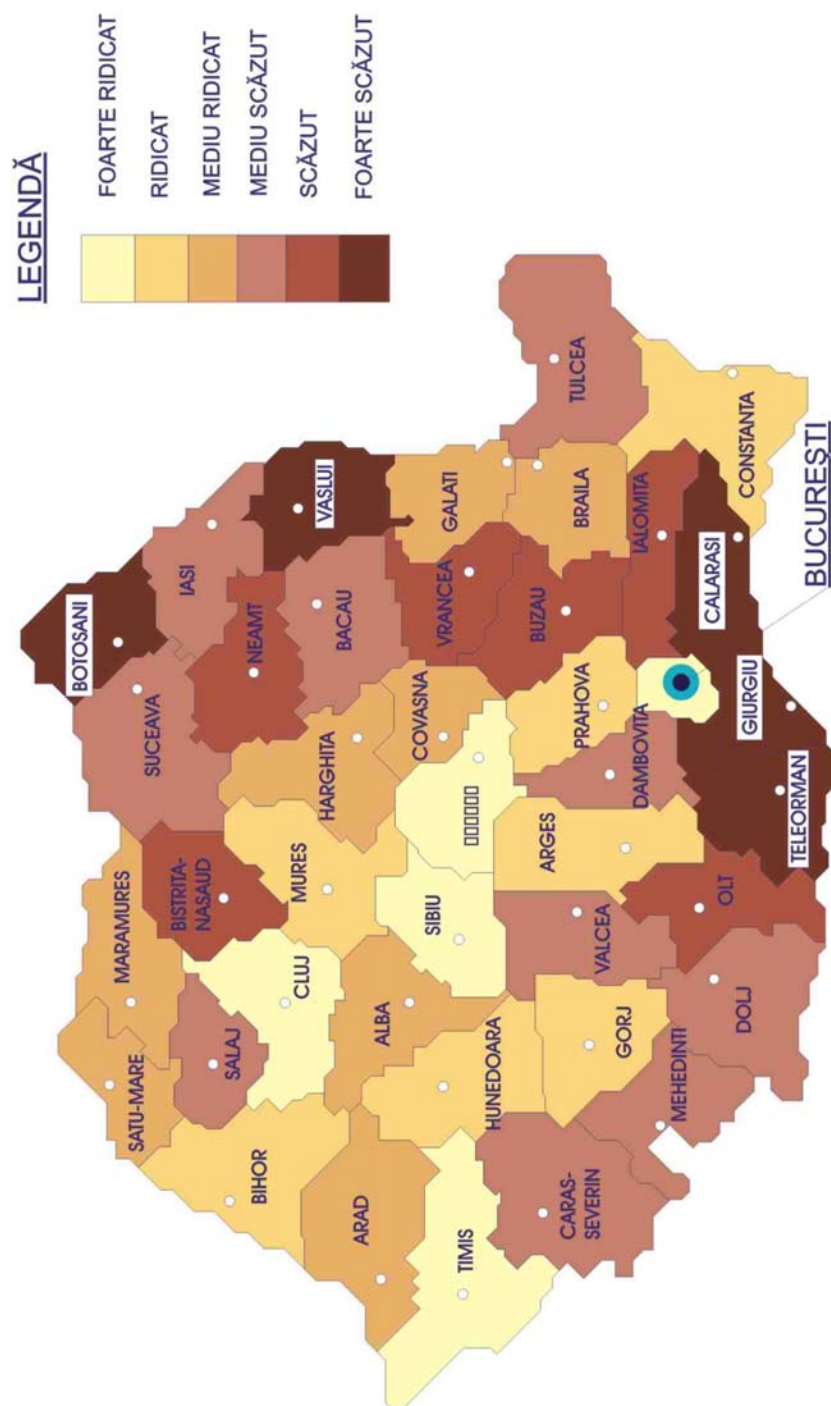 LEGENDĂ
FOARTE RIDICAT
RIDICAT
MEDIU RIDICAT
MEDIU SCĂZUT
SCĂZUT
FOARTE SCĂZUT
SATU-MARE
MARAMURES
BOTOSANI
SUCEAVA
SALAJ
BISTRITA-
NASAUD
IASI
BIHOR
CLUJ
MURES
NEAMT
VASLUI
HARGHITA
BACAU
ARAD
ALBA
SIBIU
COVASNA
VRANCEA
GALATI
TIMIS
HUNEDOARA
CARAS-
SEVERIN
GORJ
VALCEA
ARGES
PRAHOVA
BUZAU
BRAILA
TULCEA
DAMBOVITA
IALOMITA
MEHEDINTI
DOLJ
OLT
TELEORMAN
GIURGIU
CALARASI
CONSTANTA
BUCUREŞTI